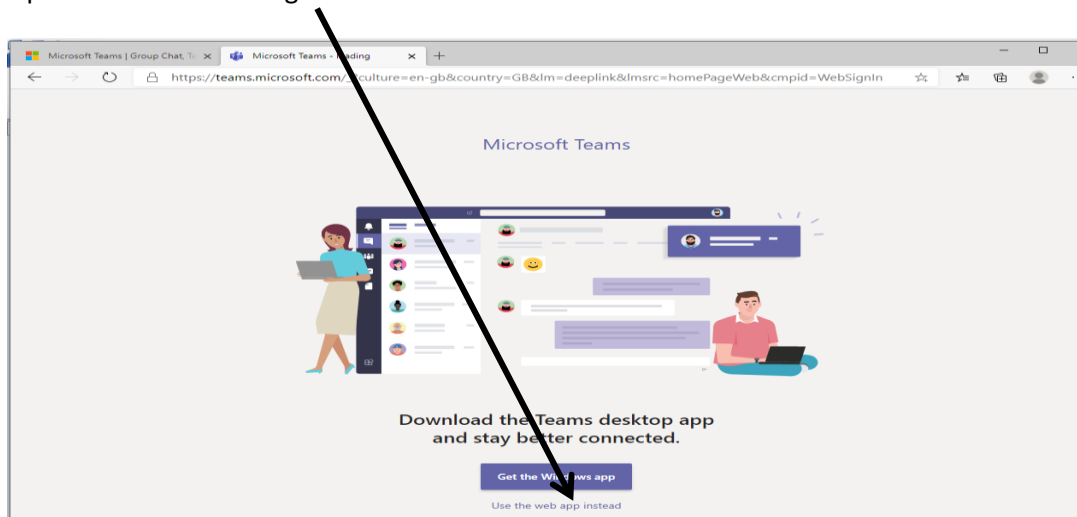 Microsoft Teams | Group Chat, Te
Microsoft Teams - loading
https://teams.microsoft.com/_?culture=en-gb&country=GB&lm=deeplink&lmsrc=homePageWeb&cmpid=WebSignIn
Microsoft Teams
Download the Teams desktop app
and stay better connected.
Get the Windows app
Use the web app instead